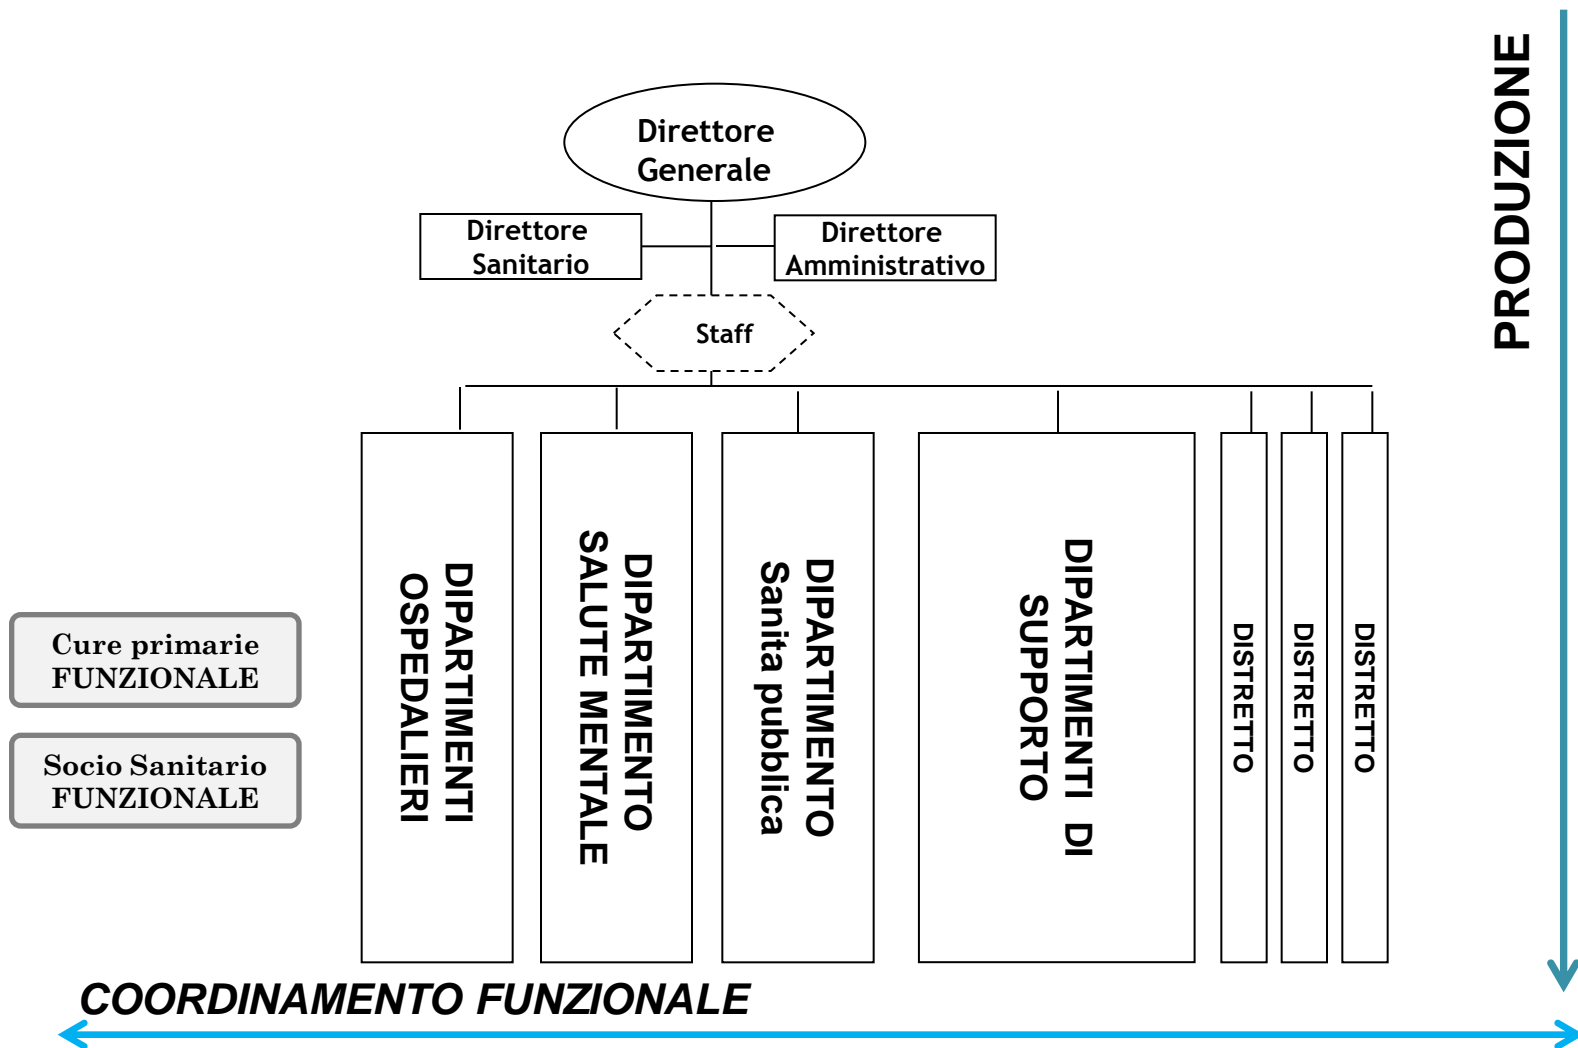 PRODUZIONE
Direttore
Generale
Direttore
Sanitario
Direttore
Amministrativo
Staff
DIPARTIMENTI
OSPEDALIERI
DIPARTIMENTO
SALUTE MENTALE
DIPARTIMENTO
Sanita pubblica
DIPARTIMENTI DI
SUPPORTO
DISTRETTO
DISTRETTO
DISTRETTO
Cure primarie
FUNZIONALE
Socio Sanitario
FUNZIONALE
COORDINAMENTO FUNZIONALE